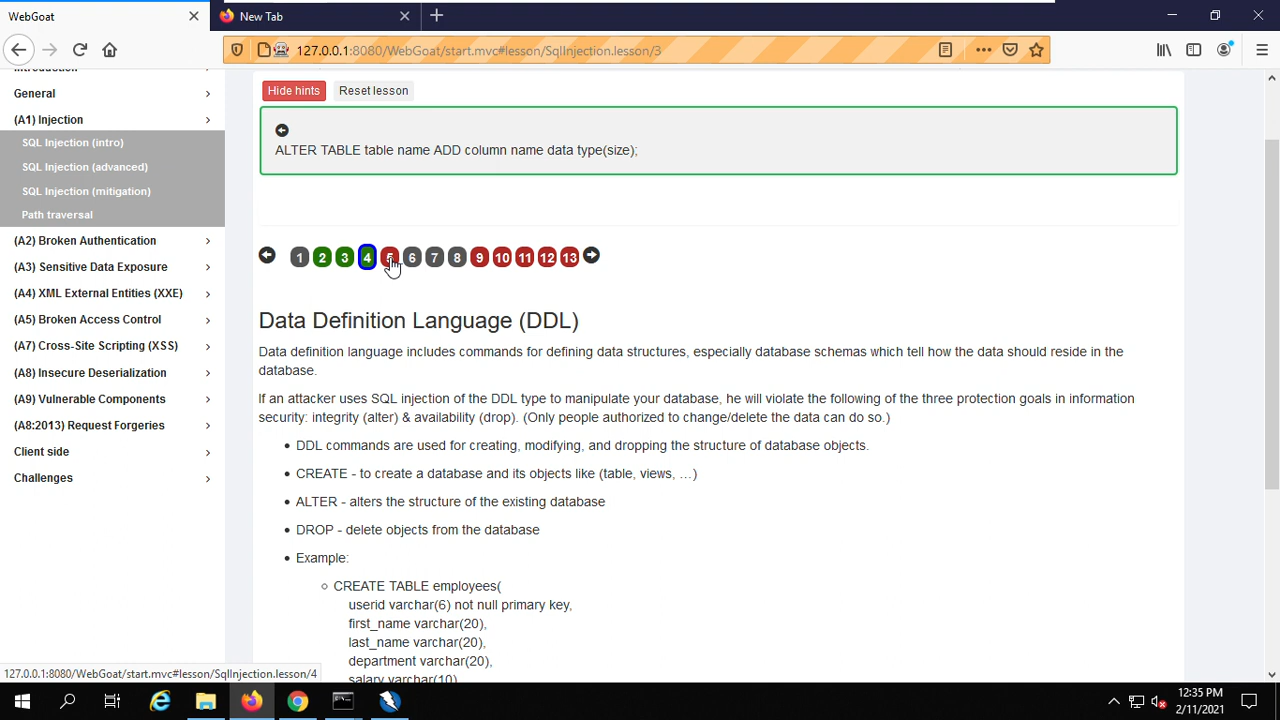 WebGoat
New Tab
127.0.0.1:8080/WebGoat/start.mvc#lesson/SqlInjection.lesson/3
Introduction
General
(A1) Injection
SQL Injection (intro)
SQL Injection (advanced)
SQL Injection (mitigation)
Path traversal
(A2) Broken Authentication
(A3) Sensitive Data Exposure
(A4) XML External Entities (XXE)
(A5) Broken Access Control
(A7) Cross-Site Scripting (XSS)
(A8) Insecure Deserialization
(A9) Vulnerable Components
(A8:2013) Request Forgeries
Client side
Challenges
Hide hints Reset lesson
ALTER TABLE table name ADD column name data type(size);
1 2 3 4 5 6 7 8 9 10 11 12 13
Data Definition Language (DDL)
Data definition language includes commands for defining data structures, especially database schemas which tell how the data should reside in the
database.
If an attacker uses SQL injection of the DDL type to manipulate your database, he will violate the following of the three protection goals in information
security: integrity (alter) & availability (drop). (Only people authorized to change/delete the data can do so.)
• DDL commands are used for creating, modifying, and dropping the structure of database objects.
• CREATE - to create a database and its objects like (table, views, …)
• ALTER - alters the structure of the existing database
• DROP - delete objects from the database
• Example:
○ CREATE TABLE employees(
userid varchar(6) not null primary key,
first_name varchar(20),
last_name varchar(20),
department varchar(20),
salary varchar(10)
127.0.0.1:8080/WebGoat/start.mvc#lesson/SqlInjection.lesson/4
12:35 PM
2/11/2021